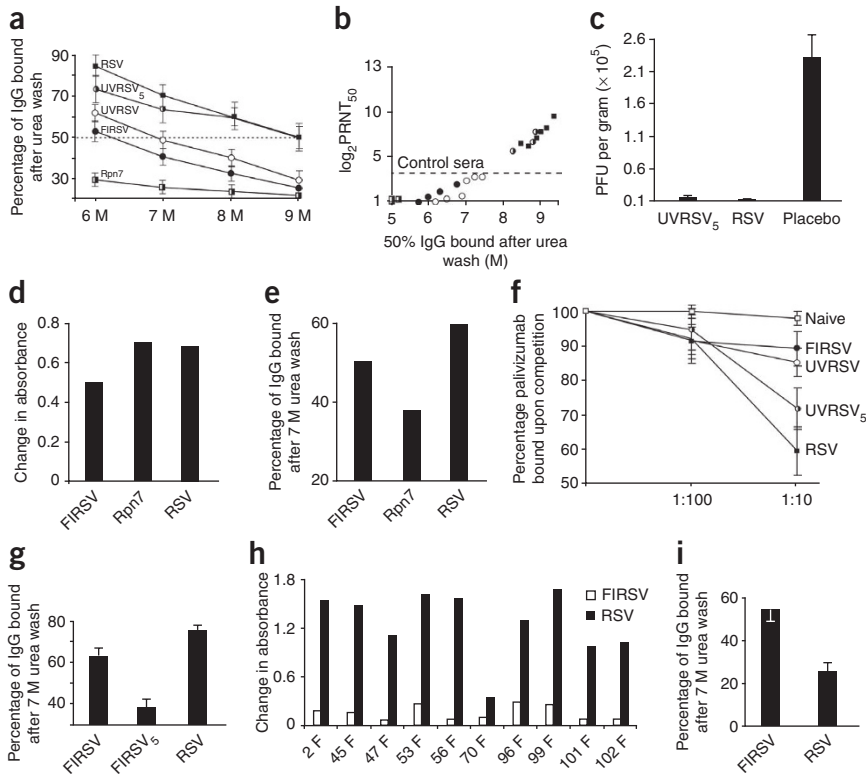 a
Percentage of IgG bound
after urea wash
90
70
50
30
RSV
UVRSV5
UVRSV
FIRSV
Rpn7
6 M
7 M
8 M
9 M
b
log2PRNT50
13
10
5
1
Control sera
5
6
7
8
9
50% IgG bound after urea
wash (M)
c
PFU per gram (× 10⁵)
2.6
2.1
1.6
1.1
0.6
0.1
UVRSV5
RSV
Placebo
d
Change in absorbance
0.8
0.6
0.4
0.2
0
FIRSV
Rpn7
RSV
e
Percentage of IgG bound
after 7 M urea wash
60
40
20
FIRSV
Rpn7
RSV
f
Percentage palivizumab
bound upon competition
100
90
80
70
60
50
Naive
FIRSV
UVRSV
UVRSV5
RSV
1:100
1:10
g
Percentage of IgG bound
after 7 M urea wash
80
60
40
FIRSV
FIRSV5
RSV
h
Change in absorbance
1.8
1.2
0.6
0
FIRSV
RSV
2 F
45 F
47 F
53 F
56 F
70 F
96 F
99 F
101 F
102 F
i
Percentage of IgG bound
after 7 M urea wash
60
40
20
0
FIRSV
RSV